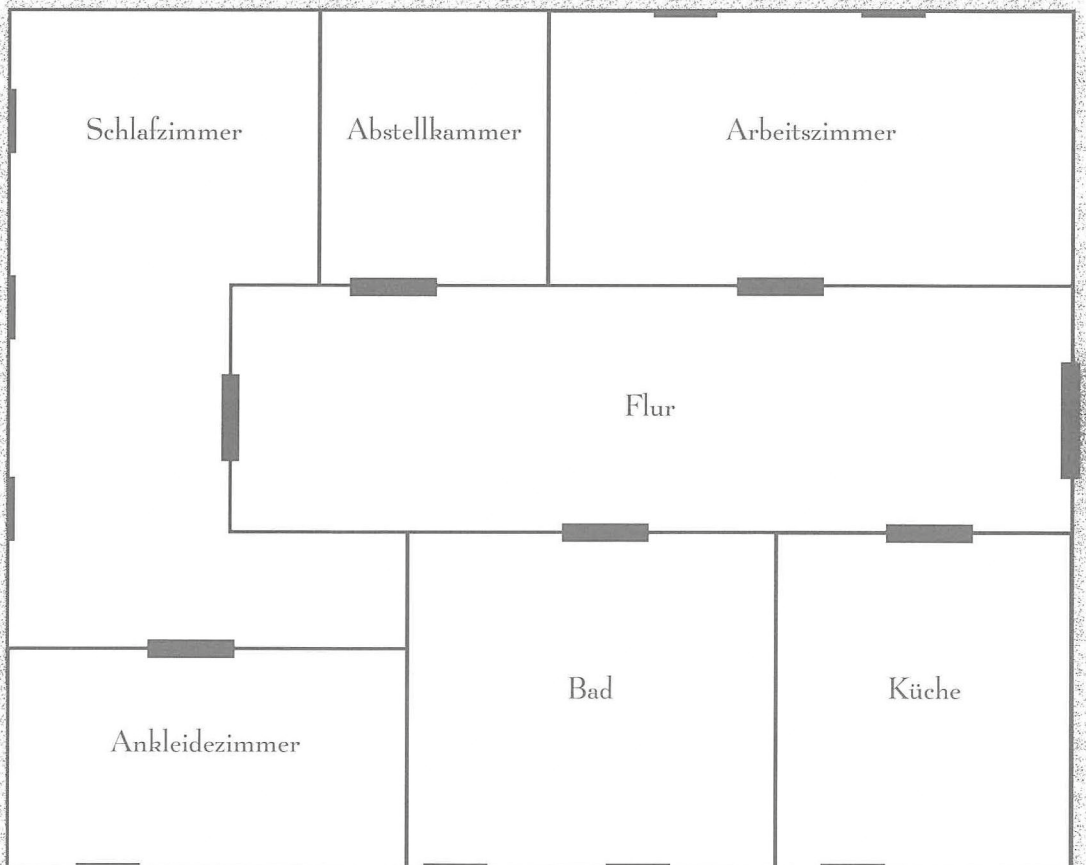 Schlafzimmer
Abstellkammer
Arbeitszimmer
Flur
Bad
Küche
Ankleidezimmer